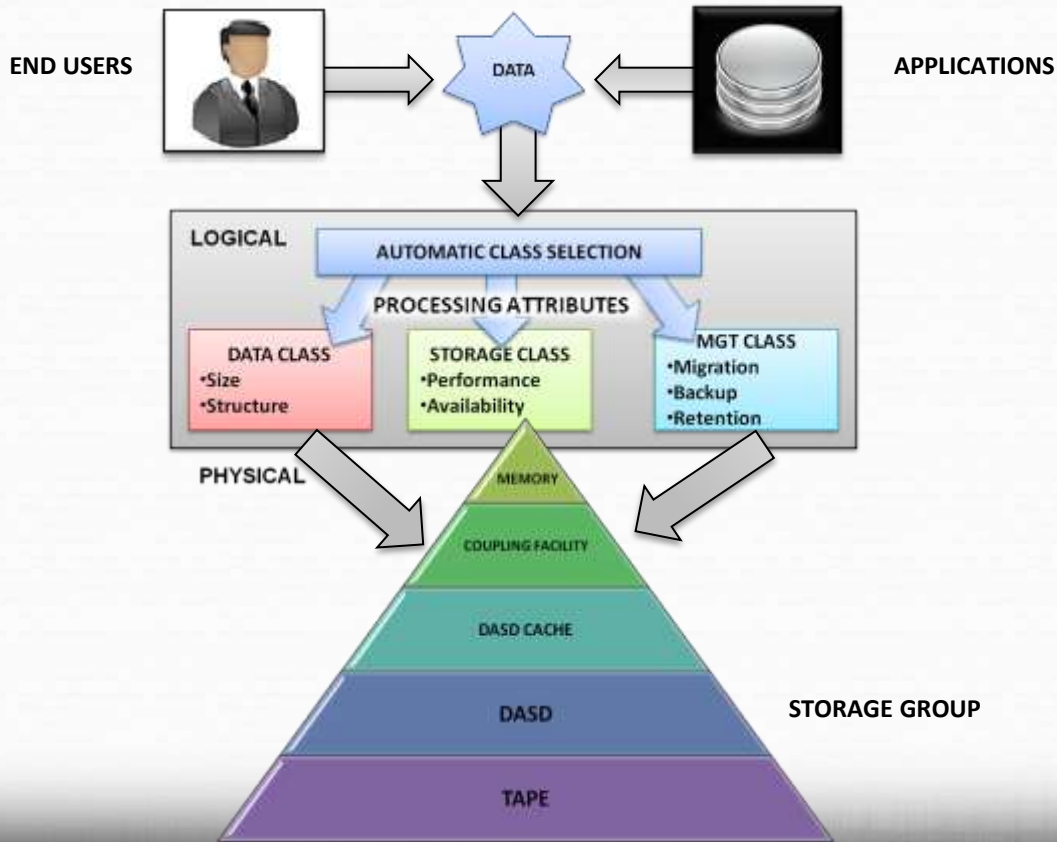 END USERS
DATA
APPLICATIONS
LOGICAL
AUTOMATIC CLASS SELECTION
PROCESSING ATTRIBUTES
DATA CLASS
•Size
•Structure
STORAGE CLASS
•Performance
•Availability
MGT CLASS
•Migration
•Backup
•Retention
PHYSICAL
MEMORY
COUPLING FACILITY
DASD CACHE
DASD
STORAGE GROUP
TAPE